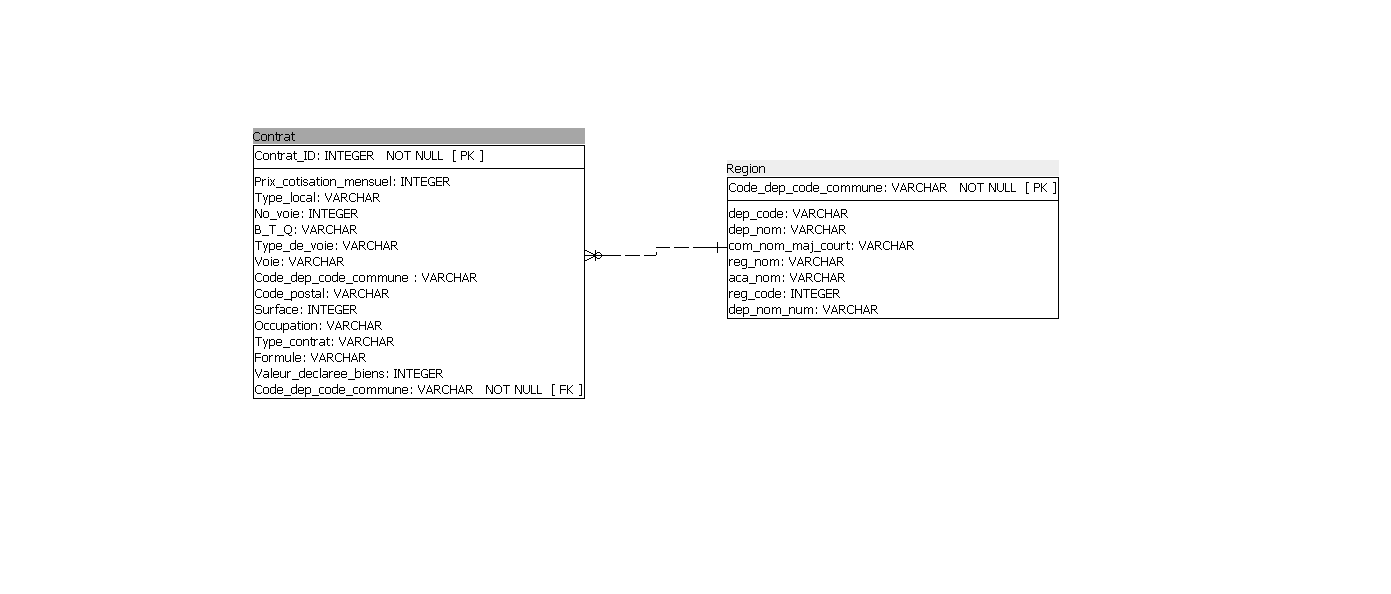 Contrat
Contrat_ID: INTEGER NOT NULL [ PK ]
Prix_cotisation_mensuel: INTEGER
Type_local: VARCHAR
No_voie: INTEGER
B_T_Q: VARCHAR
Type_de_voie: VARCHAR
Voie: VARCHAR
Code_dep_code_commune : VARCHAR
Code_postal: VARCHAR
Surface: INTEGER
Occupation: VARCHAR
Type_contrat: VARCHAR
Formule: VARCHAR
Valeur_declaree_biens: INTEGER
Code_dep_code_commune: VARCHAR NOT NULL [ FK ]
Region
Code_dep_code_commune: VARCHAR NOT NULL [ PK ]
dep_code: VARCHAR
dep_nom: VARCHAR
com_nom_maj_court: VARCHAR
reg_nom: VARCHAR
aca_nom: VARCHAR
reg_code: INTEGER
dep_nom_num: VARCHAR